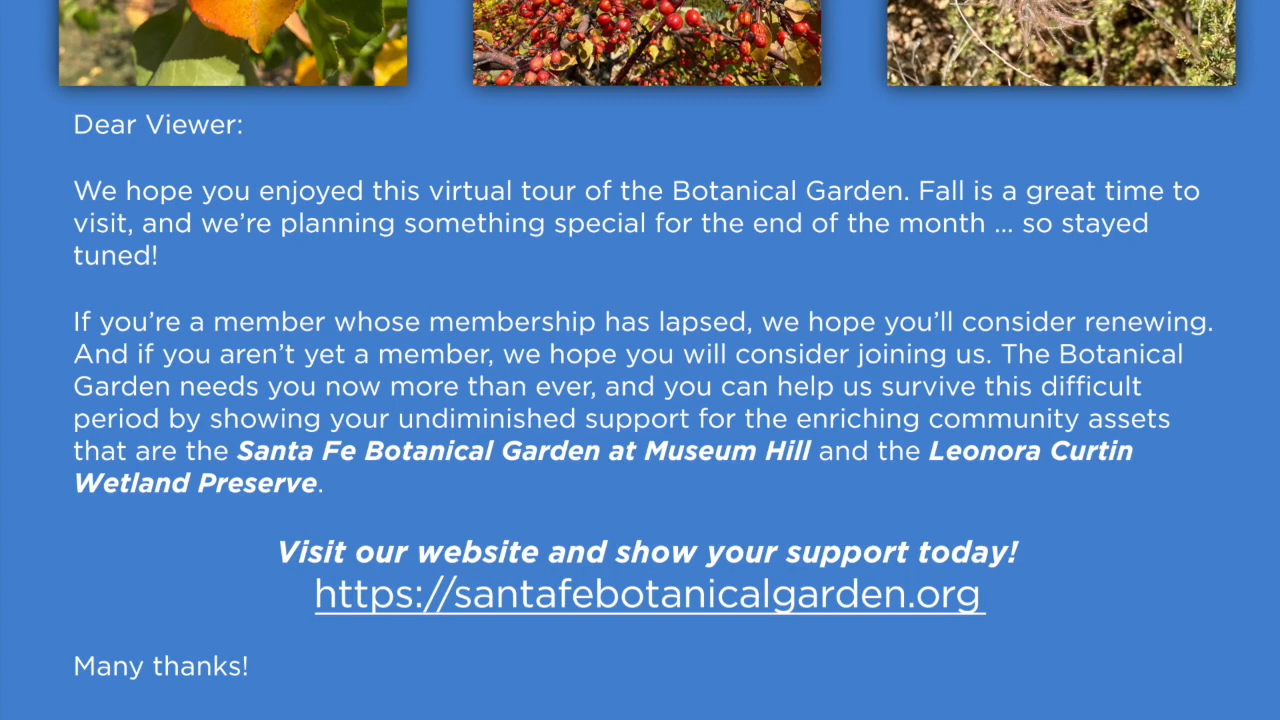 Dear Viewer:
We hope you enjoyed this virtual tour of the Botanical Garden. Fall is a great time to
visit, and we’re planning something special for the end of the month ... so stayed
tuned!
If you’re a member whose membership has lapsed, we hope you’ll consider renewing.
And if you aren’t yet a member, we hope you will consider joining us. The Botanical
Garden needs you now more than ever, and you can help us survive this difficult
period by showing your undiminished support for the enriching community assets
that are the Santa Fe Botanical Garden at Museum Hill and the Leonora Curtin
Wetland Preserve.
Visit our website and show your support today!
https://santafebotanicalgarden.org
Many thanks!